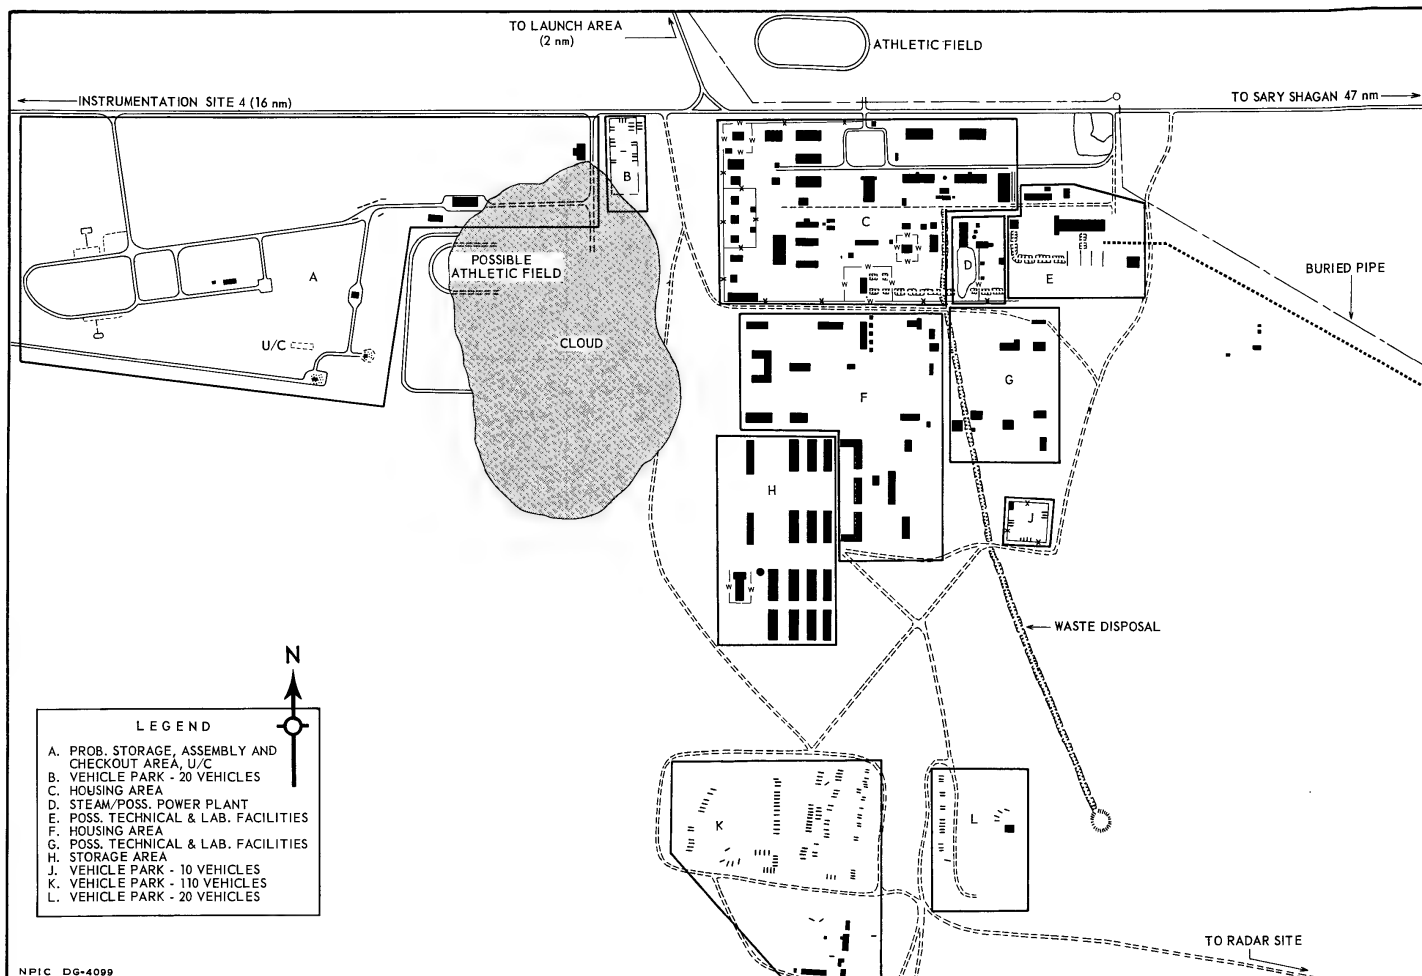 TO LAUNCH AREA
(2 nm)
ATHLETIC FIELD
INSTRUMENTATION SITE 4 (16 nm)
TO SARY SHAGAN 47 nm
W
W
W
W
B
W
W
W
W
C
W
W
W
W
D
E
BURIED PIPE
POSSIBLE
ATHLETIC FIELD
A
W
W
W
U/C
CLOUD
G
F
H
J
W
W
W
WASTE DISPOSAL
N
LEGEND
A. PROB. STORAGE, ASSEMBLY AND
CHECKOUT AREA, U/C
B. VEHICLE PARK - 20 VEHICLES
C. HOUSING AREA
D. STEAM/POSS. POWER PLANT
E. POSS. TECHNICAL & LAB. FACILITIES
F. HOUSING AREA
G. POSS. TECHNICAL & LAB. FACILITIES
H. STORAGE AREA
J. VEHICLE PARK - 10 VEHICLES
K. VEHICLE PARK - 110 VEHICLES
L. VEHICLE PARK - 20 VEHICLES
K
L
TO RADAR SITE
NPIC DG-4099